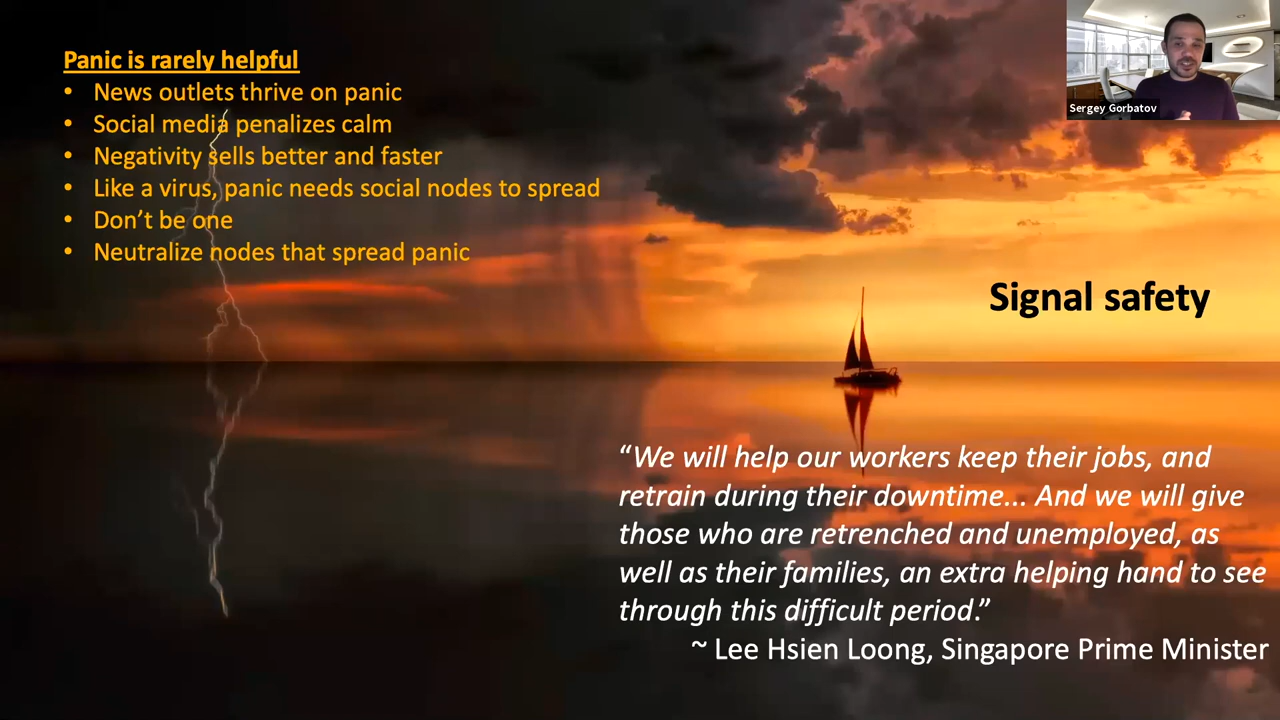 Panic is rarely helpful
• News outlets thrive on panic
• Social media penalizes calm
• Negativity sells better and faster
• Like a virus, panic needs social nodes to spread
• Don’t be one
• Neutralize nodes that spread panic
Sergey Gorbatov
Signal safety
“We will help our workers keep their jobs, and
retrain during their downtime... And we will give
those who are retrenched and unemployed, as
well as their families, an extra helping hand to see
through this difficult period.”
~ Lee Hsien Loong, Singapore Prime Minister